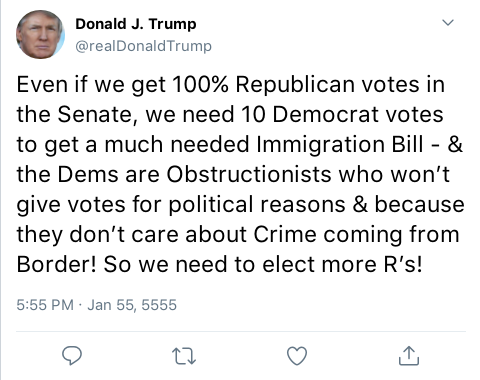 Donald J. Trump
@realDonaldTrump
Even if we get 100% Republican votes in
the Senate, we need 10 Democrat votes
to get a much needed Immigration Bill - &
the Dems are Obstructionists who won’t
give votes for political reasons & because
they don’t care about Crime coming from
Border! So we need to elect more R’s!
5:55 PM · Jan 55, 5555